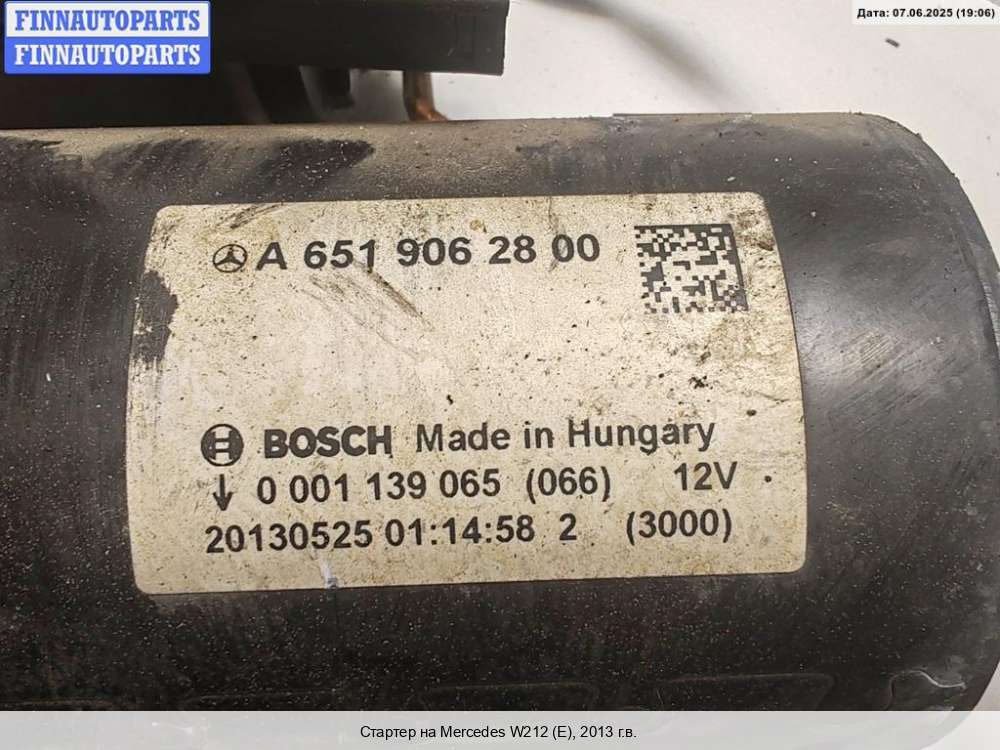 FINNAUTOPARTS
FINNAUTOPARTS
Дата: 07.06.2025 (19:06)
A 651 906 28 00
BOSCH Made in Hungary
↓ 0 001 139 065 (066) 12V
20130525 01:14:58 2 (3000)
Стартер на Mercedes W212 (E), 2013 г.в.